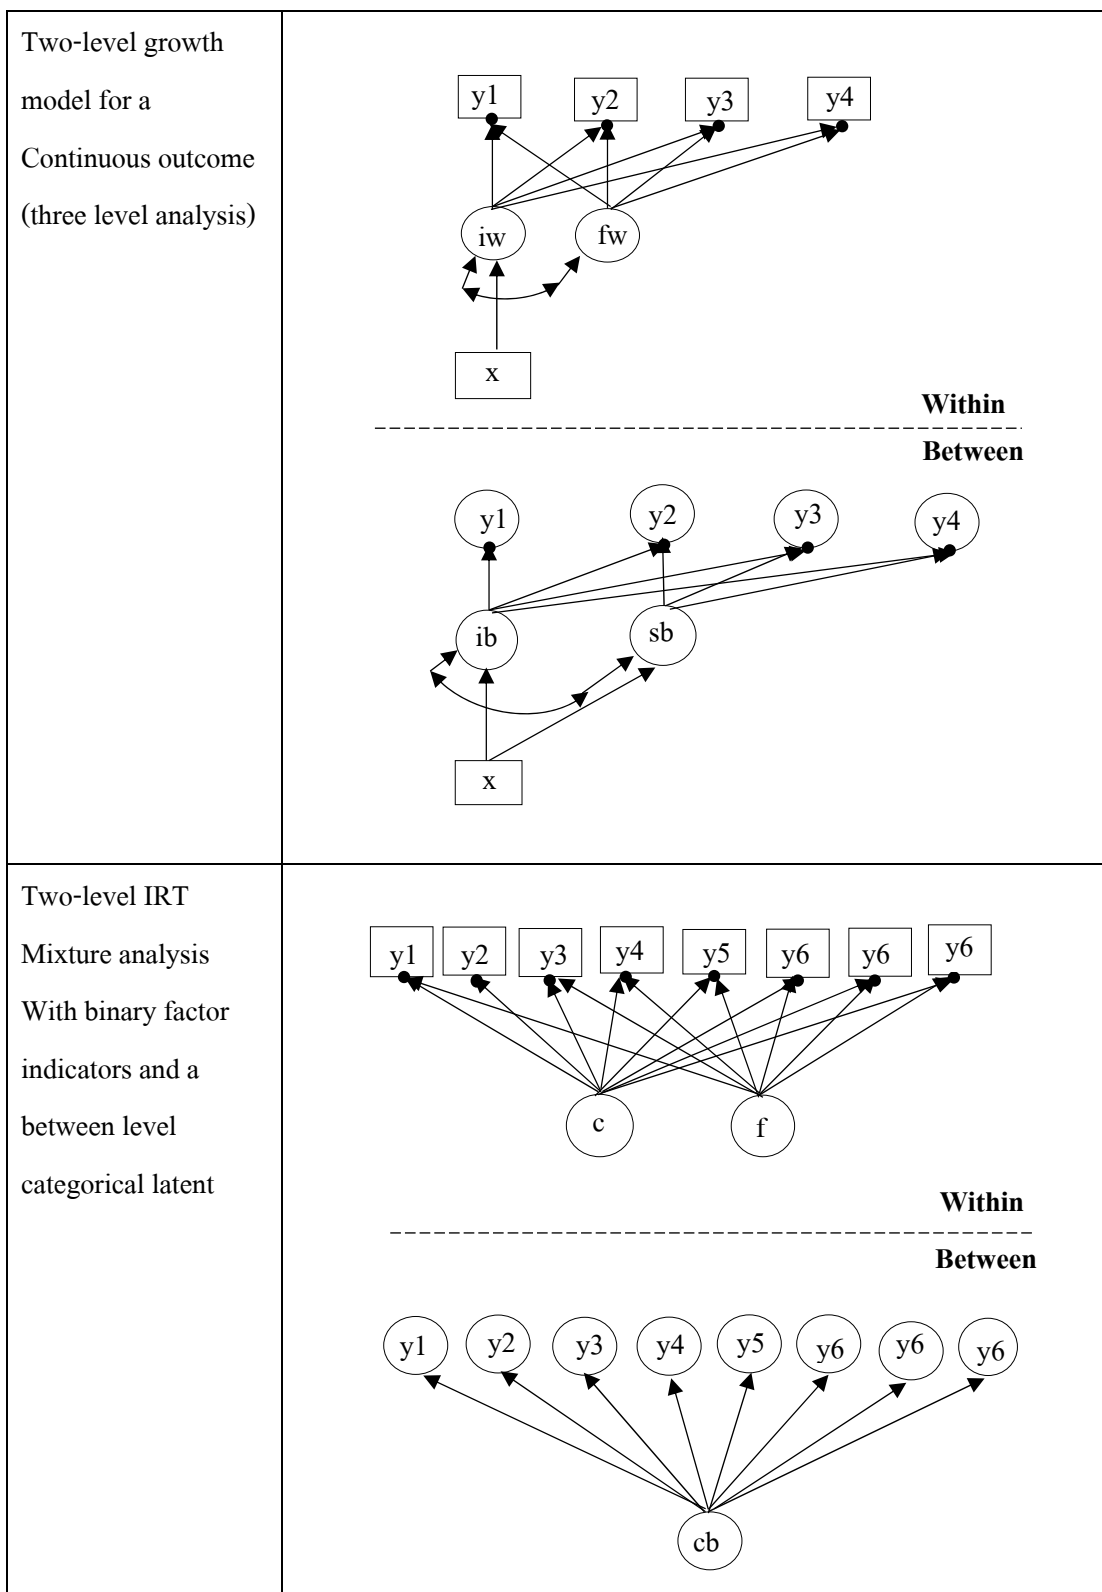 Two-level growth
model for a
Continuous outcome
(three level analysis)
y1 y2 y3 y4
iw fw
x
Within
Between
y1 y2 y3 y4
ib sb
x
Two-level IRT
Mixture analysis
With binary factor
indicators and a
between level
categorical latent
y1 y2 y3 y4 y5 y6 y6 y6
c f
Within
Between
y1 y2 y3 y4 y5 y6 y6 y6
cb